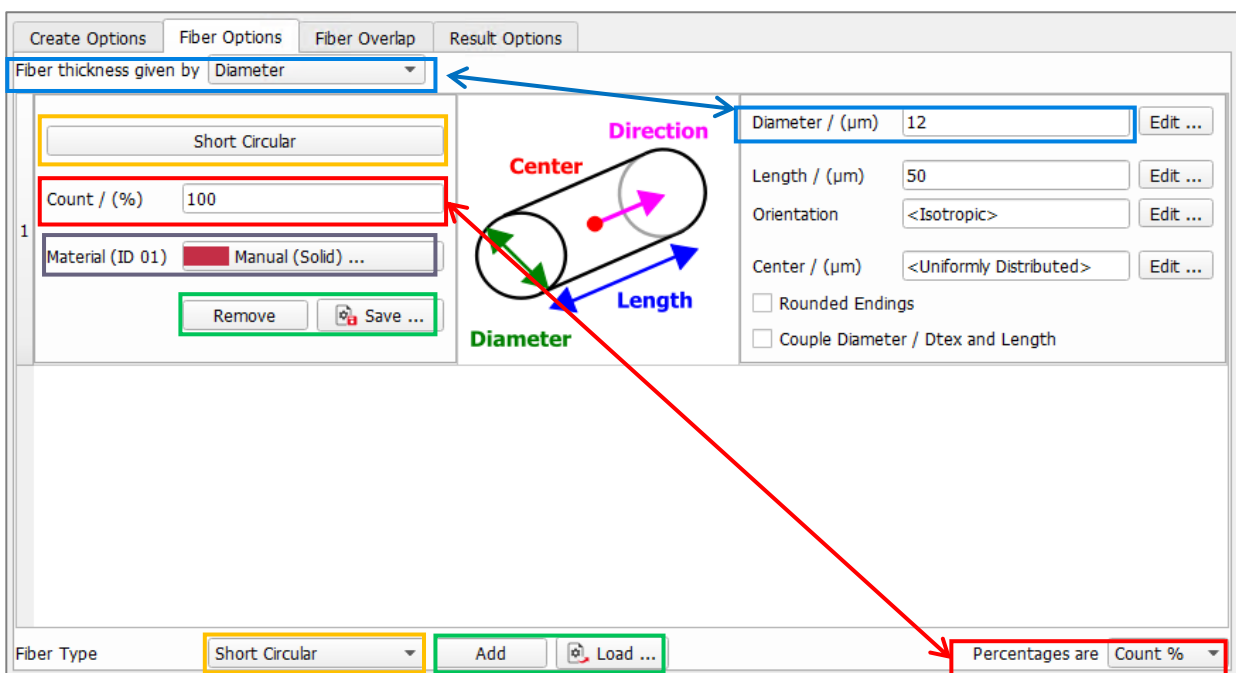 Create Options Fiber Options Fiber Overlap Result Options
Fiber thickness given by Diameter
1
Short Circular
Count / (%) 100
Material (ID 01) Manual (Solid) ...
Remove Save ...
Direction
Center
Length
Diameter
Diameter / (µm) 12 Edit ...
Length / (µm) 50 Edit ...
Orientation <Isotropic> Edit ...
Center / (µm) <Uniformly Distributed> Edit ...
Rounded Endings
Couple Diameter / Dtex and Length
Fiber Type Short Circular Add Load ... Percentages are Count %